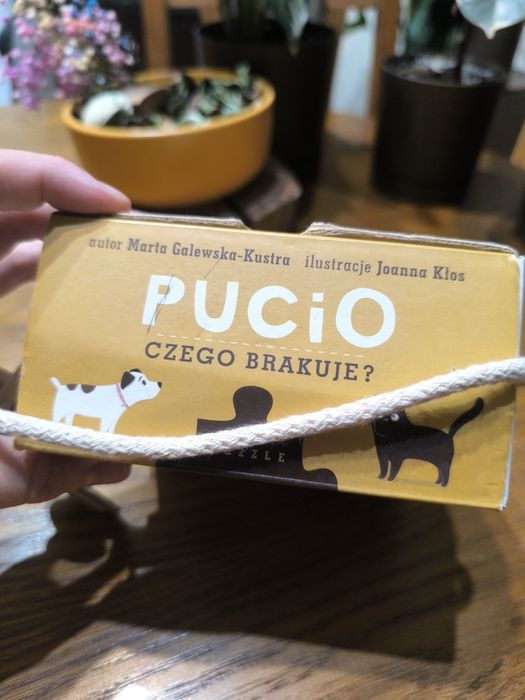 autor Marta Galewska-Kustra ilustracje Joanna Kłos
PUCiO
CZEGO BRAKUJE?